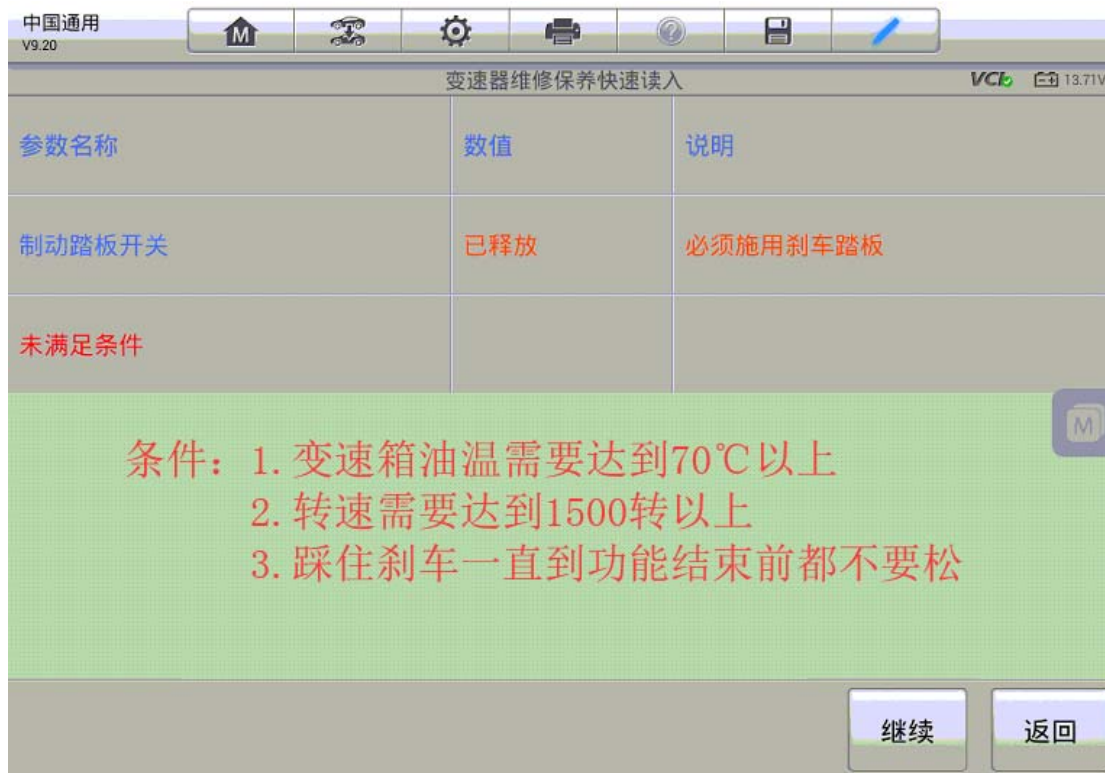 中国通用
V9.20
M
变速器维修保养快速读入
VCI 13.71V
参数名称 数值 说明
制动踏板开关 已释放 必须施用刹车踏板
未满足条件
M
条件：1.变速箱油温需要达到70℃以上
2.转速需要达到1500转以上
3.踩住刹车一直到功能结束前都不要松
继续 返回